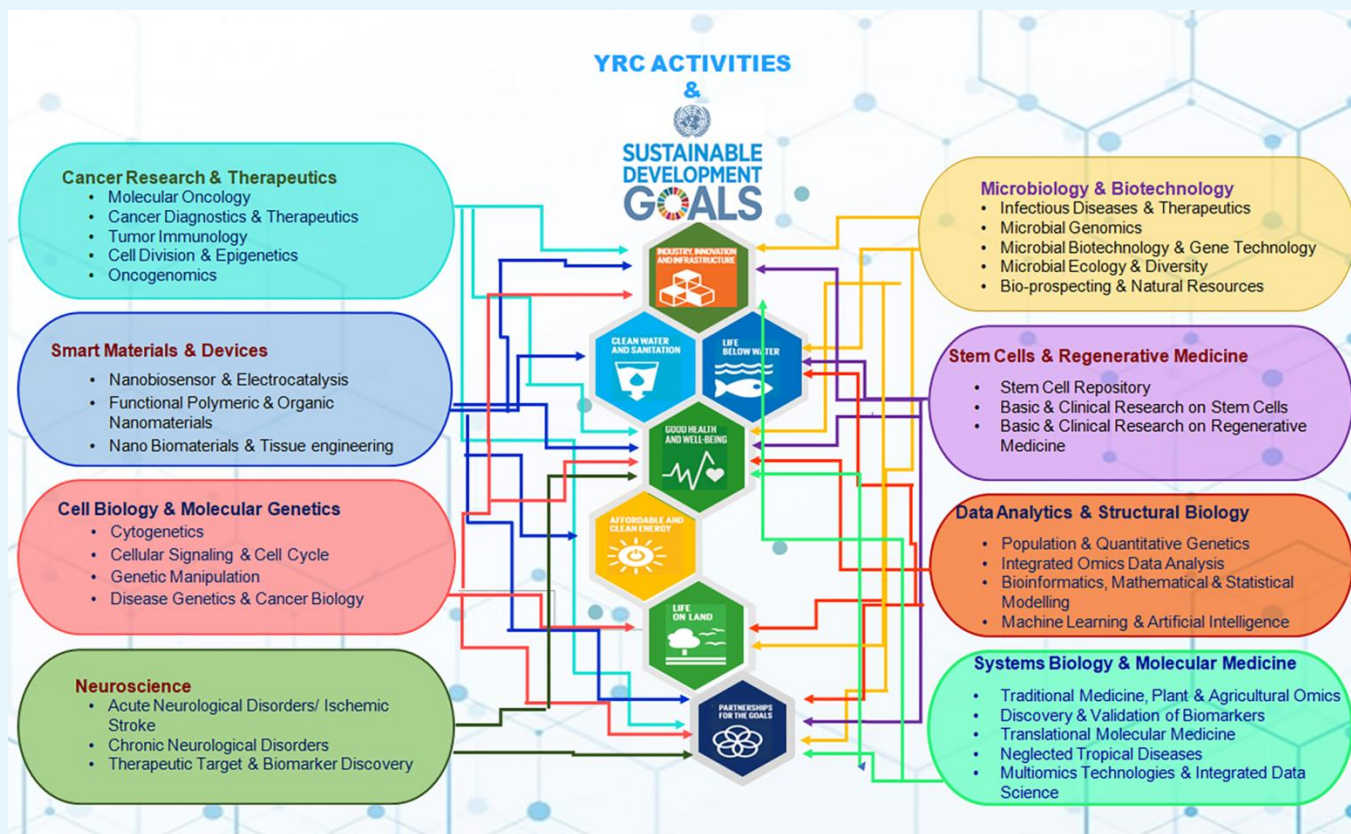 YRC ACTIVITIES
&
SUSTAINABLE
DEVELOPMENT
GOALS
Cancer Research & Therapeutics
• Molecular Oncology
• Cancer Diagnostics & Therapeutics
• Tumor Immunology
• Cell Division & Epigenetics
• Oncogenomics
Smart Materials & Devices
• Nanobiosensor & Electrocatalysis
• Functional Polymeric & Organic
Nanomaterials
• Nano Biomaterials & Tissue engineering
Cell Biology & Molecular Genetics
• Cytogenetics
• Cellular Signaling & Cell Cycle
• Genetic Manipulation
• Disease Genetics & Cancer Biology
Neuroscience
• Acute Neurological Disorders/ Ischemic
Stroke
• Chronic Neurological Disorders
• Therapeutic Target & Biomarker Discovery
INDUSTRY, INNOVATION
AND INFRASTRUCTURE
CLEAN WATER
AND SANITATION
LIFE
BELOW WATER
GOOD HEALTH
AND WELL-BEING
AFFORDABLE AND
CLEAN ENERGY
LIFE
ON LAND
PARTNERSHIPS
FOR THE GOALS
Microbiology & Biotechnology
• Infectious Diseases & Therapeutics
• Microbial Genomics
• Microbial Biotechnology & Gene Technology
• Microbial Ecology & Diversity
• Bio-prospecting & Natural Resources
Stem Cells & Regenerative Medicine
• Stem Cell Repository
• Basic & Clinical Research on Stem Cells
• Basic & Clinical Research on Regenerative
Medicine
Data Analytics & Structural Biology
• Population & Quantitative Genetics
• Integrated Omics Data Analysis
• Bioinformatics, Mathematical & Statistical
Modelling
• Machine Learning & Artificial Intelligence
Systems Biology & Molecular Medicine
• Traditional Medicine, Plant & Agricultural Omics
• Discovery & Validation of Biomarkers
• Translational Molecular Medicine
• Neglected Tropical Diseases
• Multiomics Technologies & Integrated Data
Science